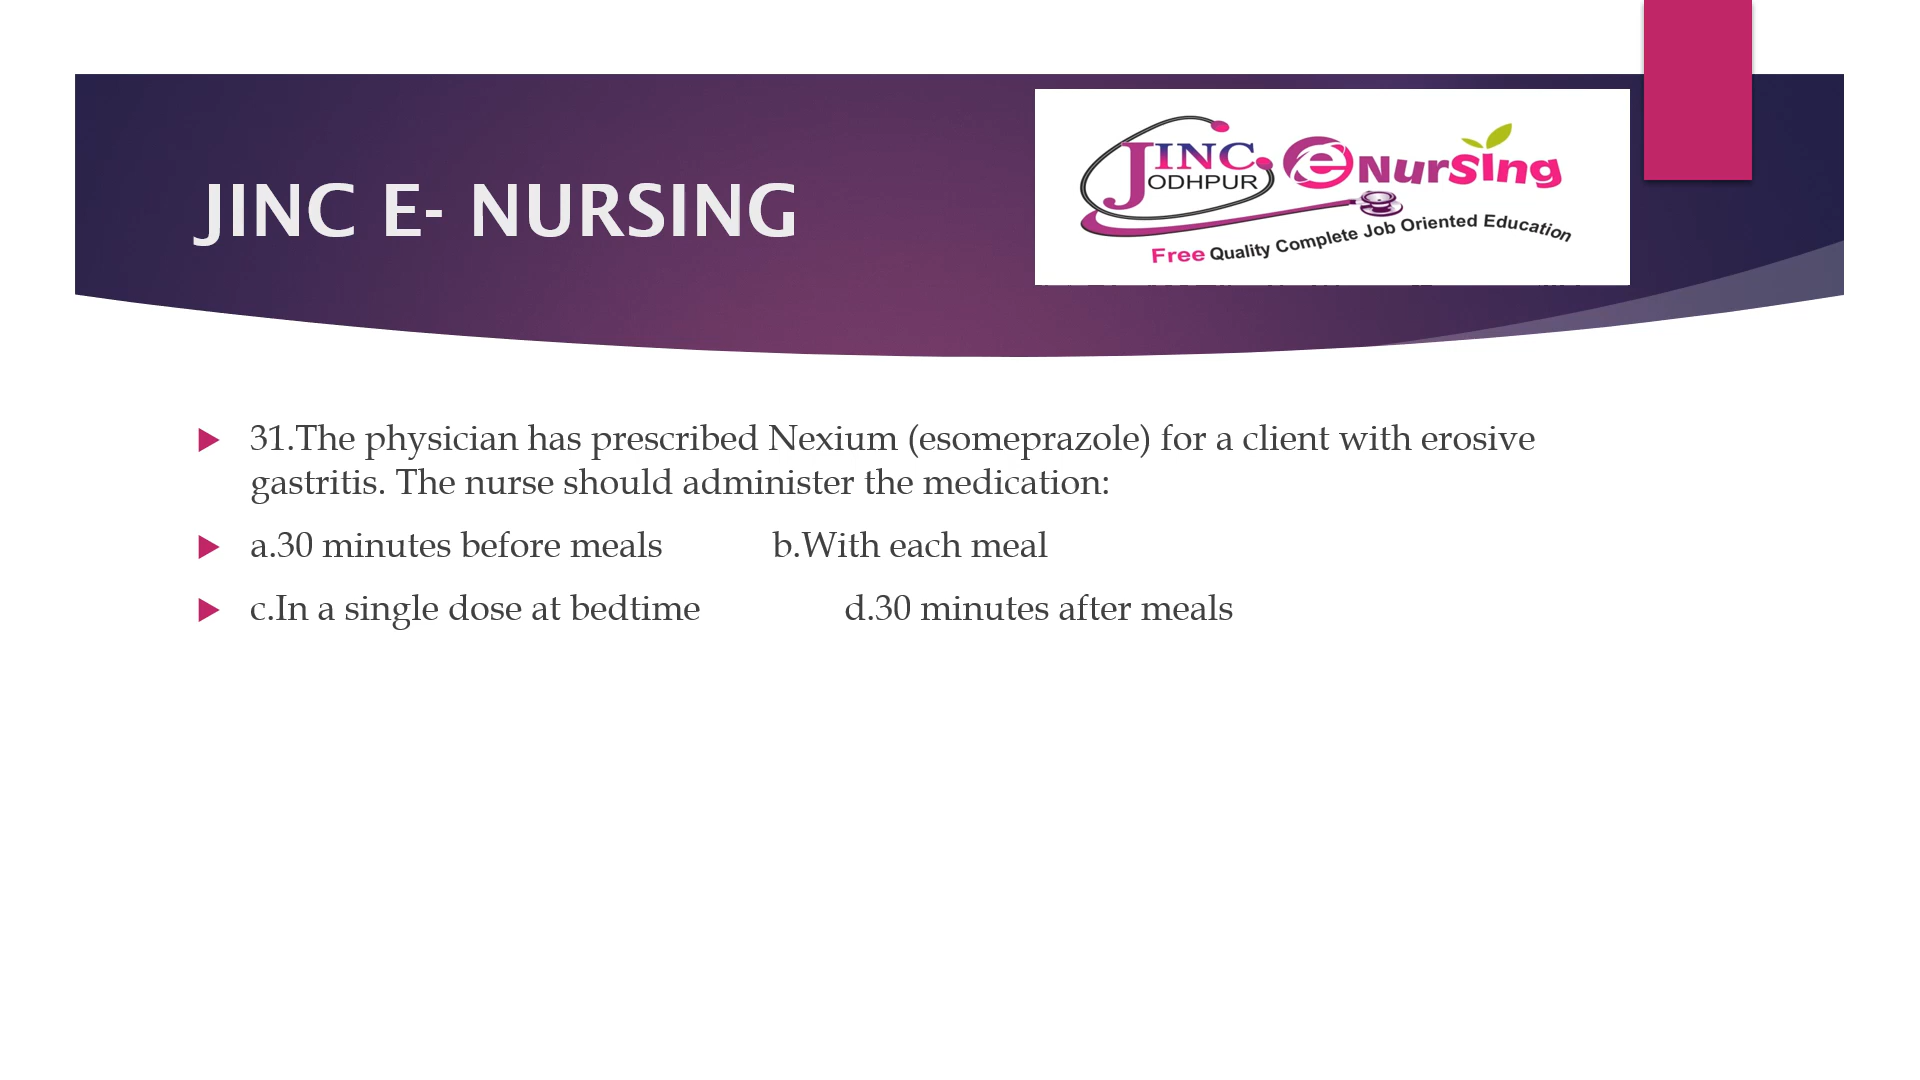 JINC E- NURSING
JINC
ODHPUR
eNursing
Free Quality Complete Job Oriented Education
31.The physician has prescribed Nexium (esomeprazole) for a client with erosive
gastritis. The nurse should administer the medication:
a.30 minutes before meals b.With each meal
c.In a single dose at bedtime d.30 minutes after meals